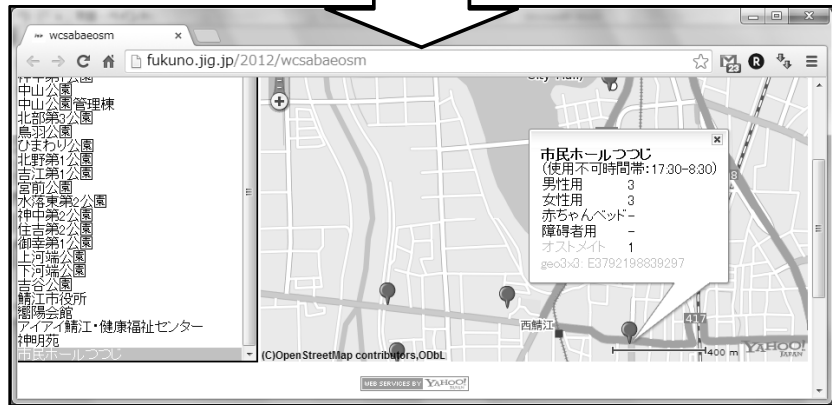 wcsabaeosm
fukuno.jig.jp/2012/wcsabaeosm
中山公園
中山公園管理棟
北部第3公園
鳥羽公園
ひまわり公園
北野第1公園
吉江第1公園
宮前公園
水落東第2公園
神中第2公園
住吉第2公園
御幸第1公園
上河端公園
下河端公園
吉谷公園
鯖江市役所
嚮陽会館
アイアイ鯖江・健康福祉センター
神明苑
市民ホールつつじ
City Hall)
市民ホールつつじ
(使用不可時間帯:17:30-8:30)
男性用 3
女性用 3
赤ちゃんベッド -
障碍者用 -
オストメイト 1
geo3x3: E3792198839297
西鯖江
417
400 m
YAHOO!
JAPAN
(C)OpenStreetMap contributors,ODbL
WEB SERVICES BY YAHOO!